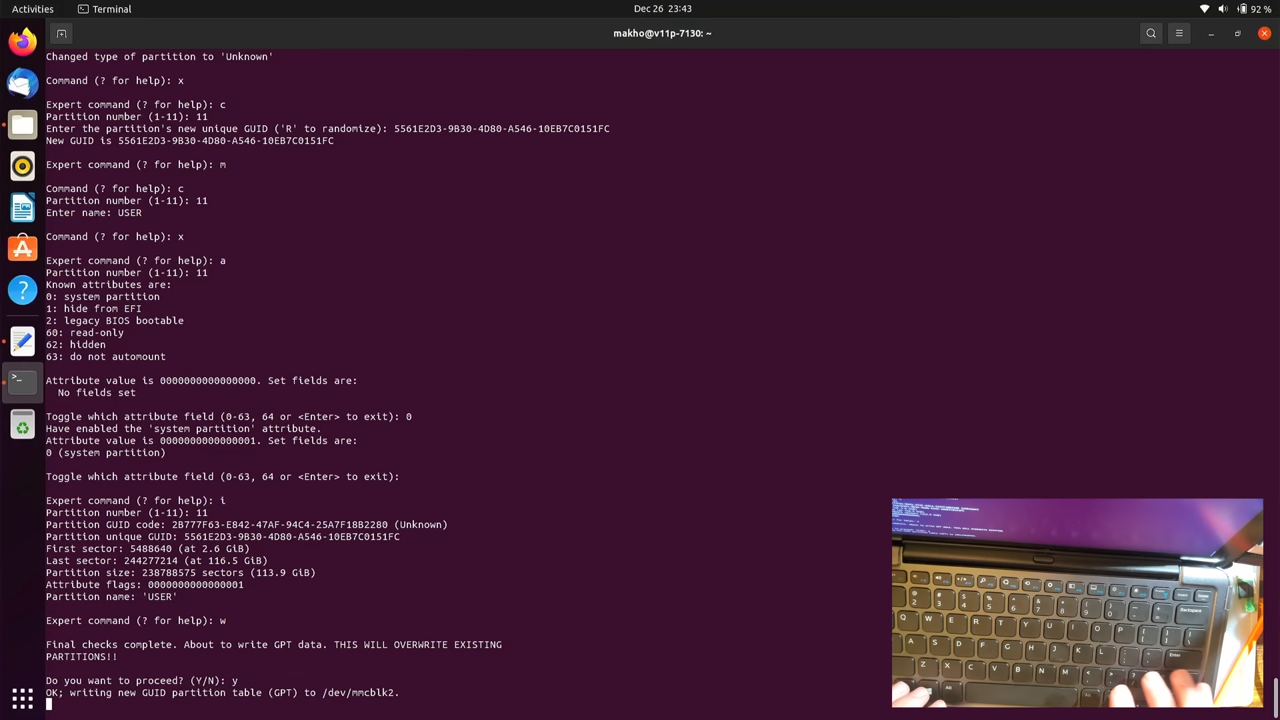 Activities
Terminal
Dec 26 23:43
92 %
makho@v11p-7130: ~
Changed type of partition to 'Unknown'
Command (? for help): x
Expert command (? for help): c
Partition number (1-11): 11
Enter the partition's new unique GUID ('R' to randomize): 5561E2D3-9B30-4D80-A546-10EB7C0151FC
New GUID is 5561E2D3-9B30-4D80-A546-10EB7C0151FC
Expert command (? for help): m
Command (? for help): c
Partition number (1-11): 11
Enter name: USER
Command (? for help): x
Expert command (? for help): a
Partition number (1-11): 11
Known attributes are:
0: system partition
1: hide from EFI
2: legacy BIOS bootable
60: read-only
62: hidden
63: do not automount
Attribute value is 0000000000000000. Set fields are:
No fields set
Toggle which attribute field (0-63, 64 or <Enter> to exit): 0
Have enabled the 'system partition' attribute.
Attribute value is 0000000000000001. Set fields are:
0 (system partition)
Toggle which attribute field (0-63, 64 or <Enter> to exit):
Expert command (? for help): i
Partition number (1-11): 11
Partition GUID code: 2B777F63-E842-47AF-94C4-25A7F18B2280 (Unknown)
Partition unique GUID: 5561E2D3-9B30-4D80-A546-10EB7C0151FC
First sector: 5488640 (at 2.6 GiB)
Last sector: 244277214 (at 116.5 GiB)
Partition size: 238788575 sectors (113.9 GiB)
Attribute flags: 0000000000000001
Partition name: 'USER'
Expert command (? for help): w
Final checks complete. About to write GPT data. THIS WILL OVERWRITE EXISTING
PARTITIONS!!
Do you want to proceed? (Y/N): y
OK; writing new GUID partition table (GPT) to /dev/mmcblk2.